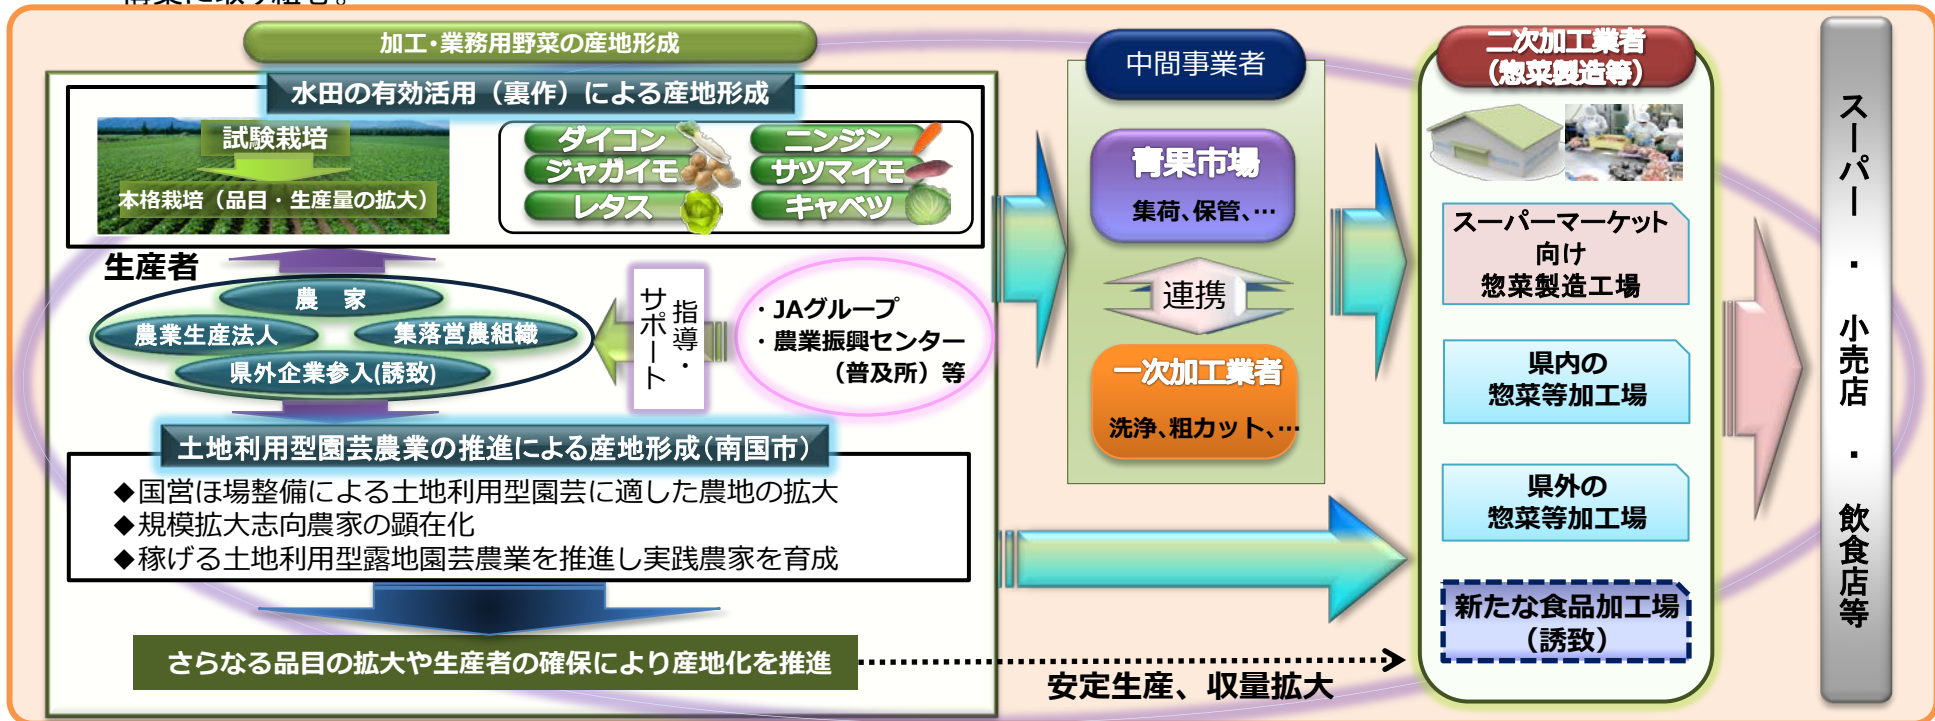 構築に取り組む。
加工・業務用野菜の産地形成
水田の有効活用（裏作）による産地形成
試験栽培
本格栽培（品目・生産量の拡大）
ダイコン
ニンジン
ジャガイモ
サツマイモ
レタス
キャベツ
生産者
農　家
農業生産法人
集落営農組織
県外企業参入(誘致)
指導・
サポート
・JAグループ
・農業振興センター
（普及所）等
土地利用型園芸農業の推進による産地形成（南国市）
◆国営ほ場整備による土地利用型園芸に適した農地の拡大
◆規模拡大志向農家の顕在化
◆稼げる土地利用型露地園芸農業を推進し実践農家を育成
さらなる品目の拡大や生産者の確保により産地化を推進
安定生産、収量拡大
中間事業者
青果市場
集荷、保管、…
連携
一次加工業者
洗浄、粗カット、…
二次加工業者
（惣菜製造等）
スーパーマーケット
向け
惣菜製造工場
県内の
惣菜等加工場
県外の
惣菜等加工場
新たな食品加工場
（誘致）
スーパー・小売店・飲食店等